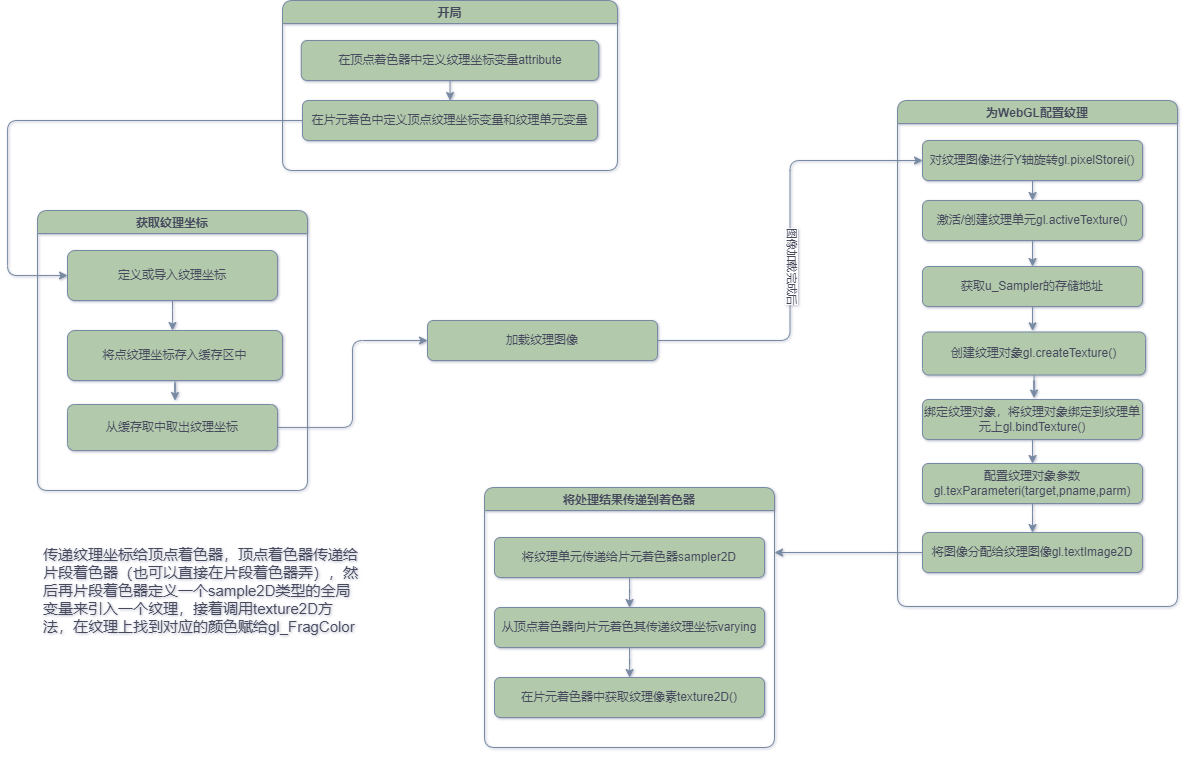 开局
在顶点着色器中定义纹理坐标变量attribute
在片元着色中定义顶点纹理坐标变量和纹理单元变量
获取纹理坐标
定义或导入纹理坐标
将点纹理坐标存入缓存区中
从缓存取中取出纹理坐标
加载纹理图像
图像加载完成后
为WebGL配置纹理
对纹理图像进行Y轴旋转gl.pixelStorei()
激活/创建纹理单元gl.activeTexture()
获取u_Sampler的存储地址
创建纹理对象gl.createTexture()
绑定纹理对象，将纹理对象绑定到纹理单
元上gl.bindTexture()
配置纹理对象参数
gl.texParameteri(target,pname,parm)
将图像分配给纹理图像gl.textImage2D
将处理结果传递到着色器
将纹理单元传递给片元着色器sampler2D
从顶点着色器向片元着色其传递纹理坐标varying
在片元着色器中获取纹理像素texture2D()
传递纹理坐标给顶点着色器，顶点着色器传递给
片段着色器（也可以直接在片段着色器弄），然
后再片段着色器定义一个sample2D类型的全局
变量来引入一个纹理，接着调用texture2D方
法，在纹理上找到对应的颜色赋给gl_FragColor